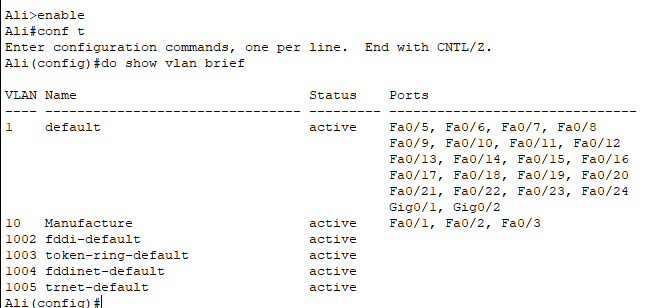 Ali>enable
Ali#conf t
Enter configuration commands, one per line.  End with CNTL/Z.
Ali(config)#do show vlan brief

VLAN Name                             Status    Ports
---- -------------------------------- --------- -------------------------------
1    default                          active    Fa0/5, Fa0/6, Fa0/7, Fa0/8
                                                Fa0/9, Fa0/10, Fa0/11, Fa0/12
                                                Fa0/13, Fa0/14, Fa0/15, Fa0/16
                                                Fa0/17, Fa0/18, Fa0/19, Fa0/20
                                                Fa0/21, Fa0/22, Fa0/23, Fa0/24
                                                Gig0/1, Gig0/2
10   Manufacture                      active    Fa0/1, Fa0/2, Fa0/3
1002 fddi-default                     active
1003 token-ring-default               active
1004 fddinet-default                  active
1005 trnet-default                    active
Ali(config)#